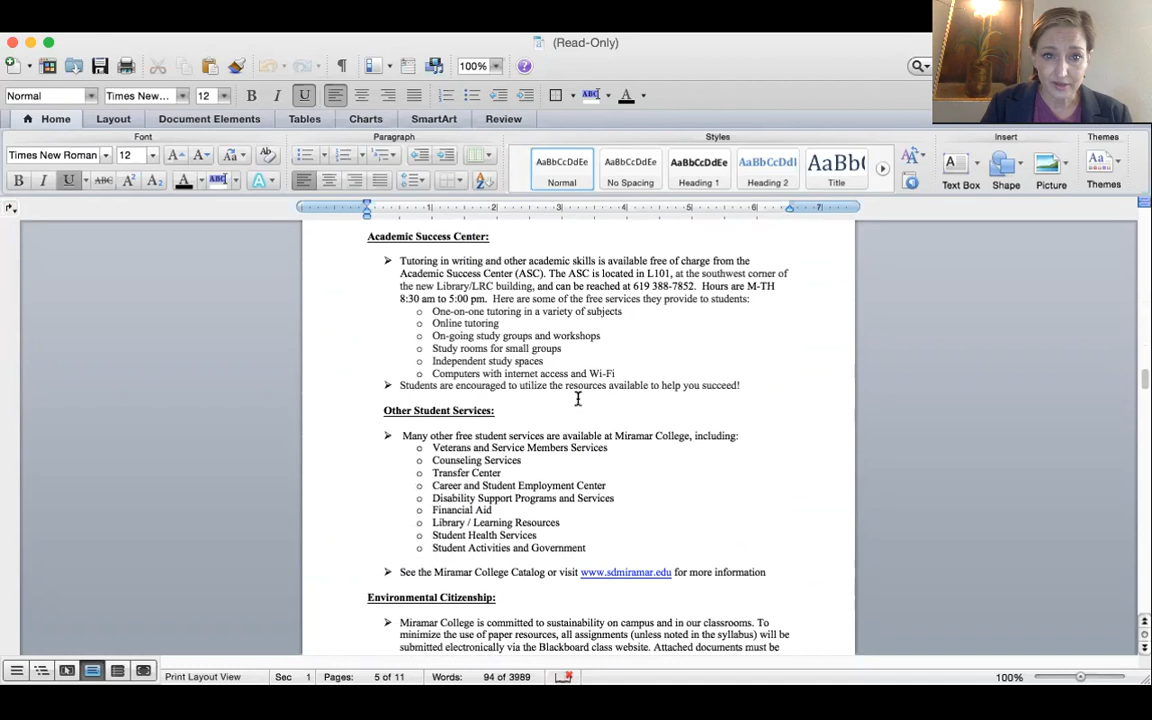 (Read-Only)
100%
Normal
Times New...
12
B I U
ABC
A
Home
Layout
Document Elements
Tables
Charts
SmartArt
Review
Font
Paragraph
Styles
Insert
Themes
Times New Roman
12
Aa
B I U ABC A² A₂ A ABC A
AaBbCcDdEe
Normal
AaBbCcDdEe
No Spacing
AaBbCcDdEe
Heading 1
AaBbCcDdI
Heading 2
AaBbC
Title
Text Box
Shape
Picture
Themes
Academic Success Center:
Tutoring in writing and other academic skills is available free of charge from the
Academic Success Center (ASC). The ASC is located in L101, at the southwest corner of
the new Library/LRC building, and can be reached at 619 388-7852. Hours are M-TH
8:30 am to 5:00 pm. Here are some of the free services they provide to students:
o One-on-one tutoring in a variety of subjects
o Online tutoring
o On-going study groups and workshops
o Study rooms for small groups
o Independent study spaces
o Computers with internet access and Wi-Fi
Students are encouraged to utilize the resources available to help you succeed!
Other Student Services:
Many other free student services are available at Miramar College, including:
o Veterans and Service Members Services
o Counseling Services
o Transfer Center
o Career and Student Employment Center
o Disability Support Programs and Services
o Financial Aid
o Library / Learning Resources
o Student Health Services
o Student Activities and Government
See the Miramar College Catalog or visit www.sdmiramar.edu for more information
Environmental Citizenship:
Miramar College is committed to sustainability on campus and in our classrooms. To
minimize the use of paper resources, all assignments (unless noted in the syllabus) will be
submitted electronically via the Blackboard class website. Attached documents must be
Print Layout View
Sec 1
Pages: 5 of 11
Words: 94 of 3989
100%